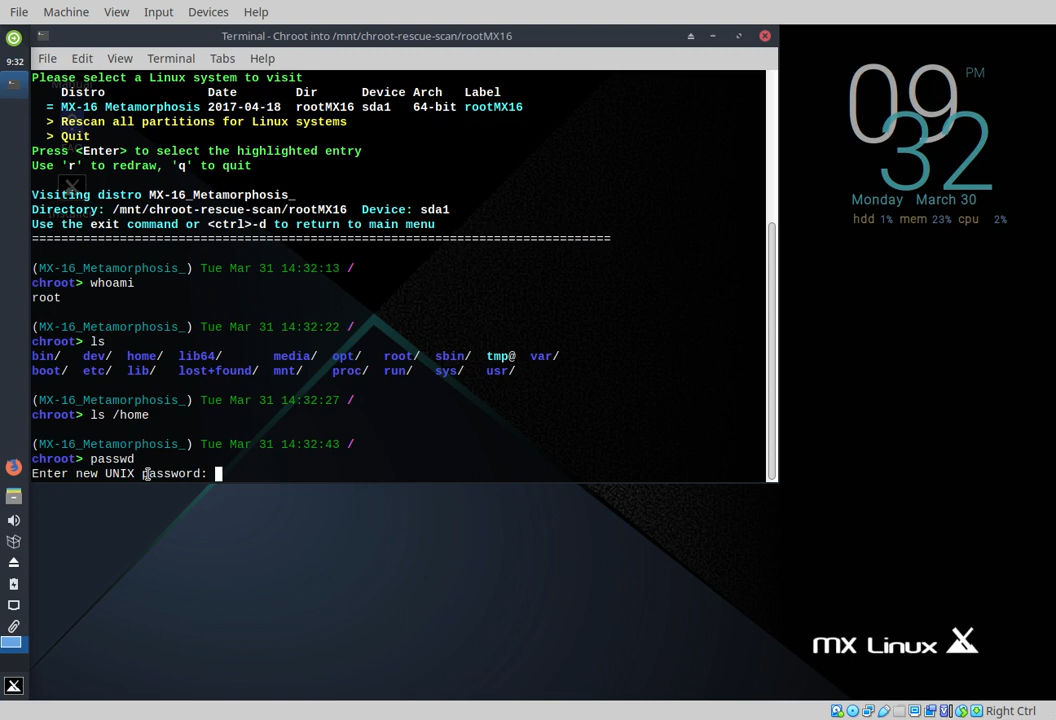 File Machine View Input Devices Help
Terminal - Chroot into /mnt/chroot-rescue-scan/rootMX16
9:32
File Edit View Terminal Tabs Help
Please select a Linux system to visit
Distro Date Dir Device Arch Label
= MX-16 Metamorphosis 2017-04-18 rootMX16 sda1 64-bit rootMX16
> Rescan all partitions for Linux systems
> Quit
Press <Enter> to select the highlighted entry
Use 'r' to redraw, 'q' to quit
Visiting distro MX-16_Metamorphosis_
Directory: /mnt/chroot-rescue-scan/rootMX16 Device: sda1
Use the exit command or <ctrl>-d to return to main menu
===============================================================================
(MX-16_Metamorphosis_) Tue Mar 31 14:32:13 /
chroot> whoami
root
(MX-16_Metamorphosis_) Tue Mar 31 14:32:22 /
chroot> ls
bin/ dev/ home/ lib64/ media/ opt/ root/ sbin/ tmp@ var/
boot/ etc/ lib/ lost+found/ mnt/ proc/ run/ sys/ usr/
(MX-16_Metamorphosis_) Tue Mar 31 14:32:27 /
chroot> ls /home
(MX-16_Metamorphosis_) Tue Mar 31 14:32:43 /
chroot> passwd
Enter new UNIX password:
09 PM
32
Monday March 30
hdd 1% mem 23% cpu 2%
MX Linux
Right Ctrl